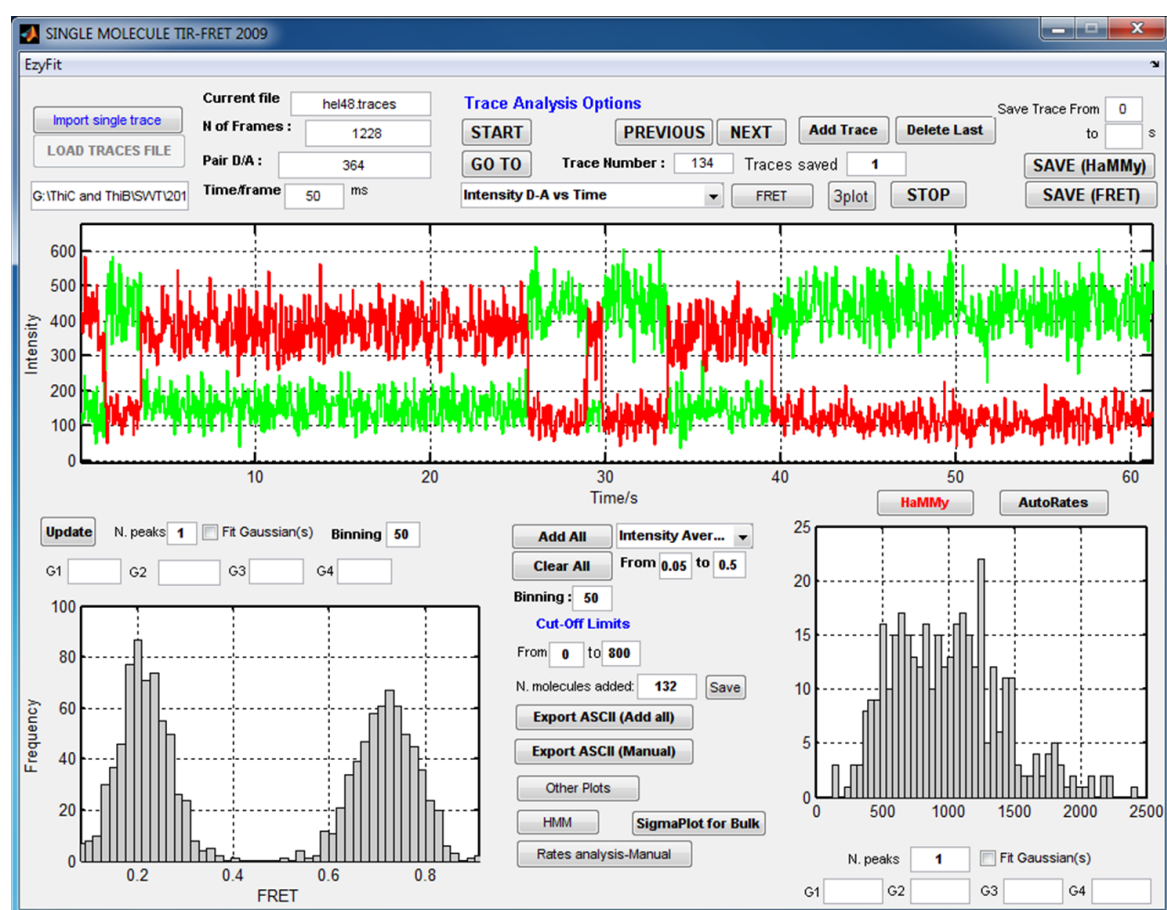 SINGLE MOLECULE TIR-FRET 2009
EzyFit
Import single trace
LOAD TRACES FILE
G:\ThiC and ThiB\SVVT\201
Current file hel48.traces
N of Frames : 1228
Pair D/A : 364
Time/frame 50 ms
Trace Analysis Options
START PREVIOUS NEXT Add Trace Delete Last
GO TO Trace Number : 134 Traces saved 1
Intensity D-A vs Time FRET 3plot STOP
Save Trace From 0
to s
SAVE (HaMMy)
SAVE (FRET)
Intensity
600
500
400
300
200
100
0
10 20 30 40 50 60
Time/s
HaMMy AutoRates
Update N. peaks 1 Fit Gaussian(s) Binning 50
G1 G2 G3 G4
Frequency
100
80
60
40
20
0
0.2 0.4 0.6 0.8
FRET
Add All Intensity Aver...
Clear All From 0.05 to 0.5
Binning : 50
Cut-Off Limits
From 0 to 800
N. molecules added: 132 Save
Export ASCII (Add all)
Export ASCII (Manual)
Other Plots
HMM SigmaPlot for Bulk
Rates analysis-Manual
25
20
15
10
5
0
0 500 1000 1500 2000 2500
N. peaks 1 Fit Gaussian(s)
G1 G2 G3 G4